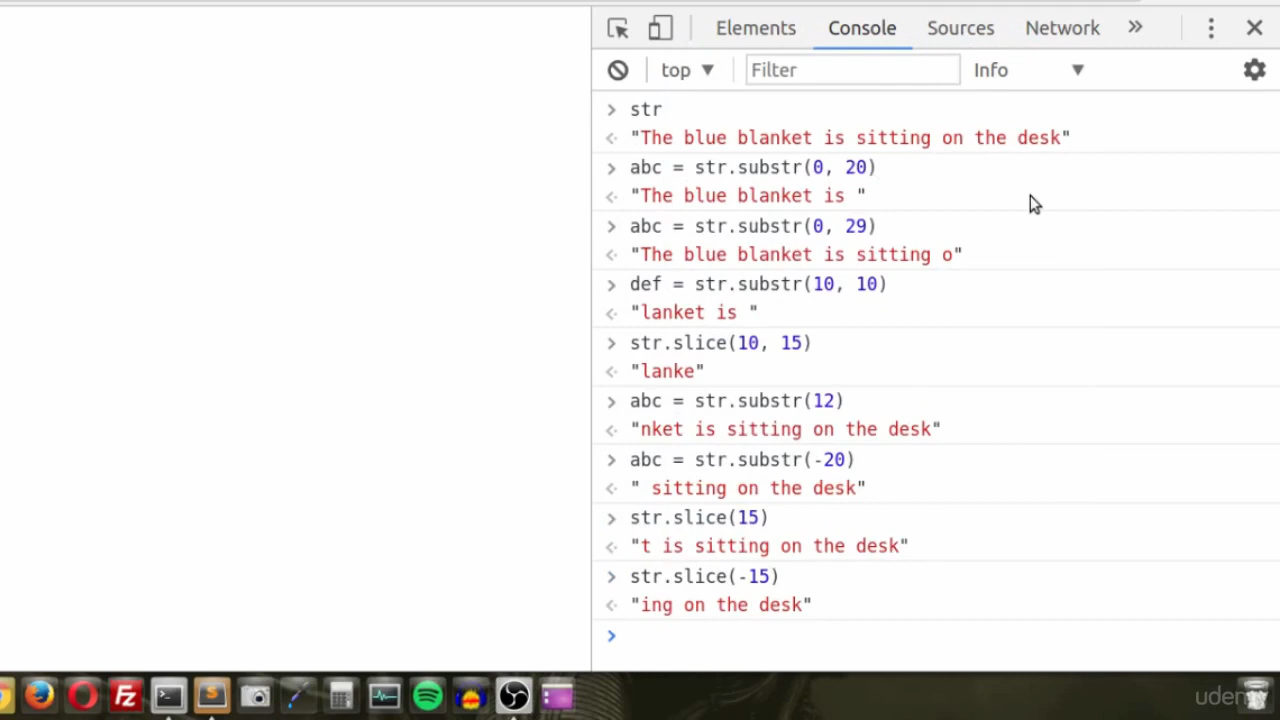 Elements Console Sources Network »
top ▼ Filter Info ▼
> str
"The blue blanket is sitting on the desk"
> abc = str.substr(0, 20)
"The blue blanket is "
> abc = str.substr(0, 29)
"The blue blanket is sitting o"
> def = str.substr(10, 10)
"lanket is "
> str.slice(10, 15)
"lanke"
> abc = str.substr(12)
"nket is sitting on the desk"
> abc = str.substr(-20)
" sitting on the desk"
> str.slice(15)
"t is sitting on the desk"
> str.slice(-15)
"ing on the desk"
>
FZ S udemy